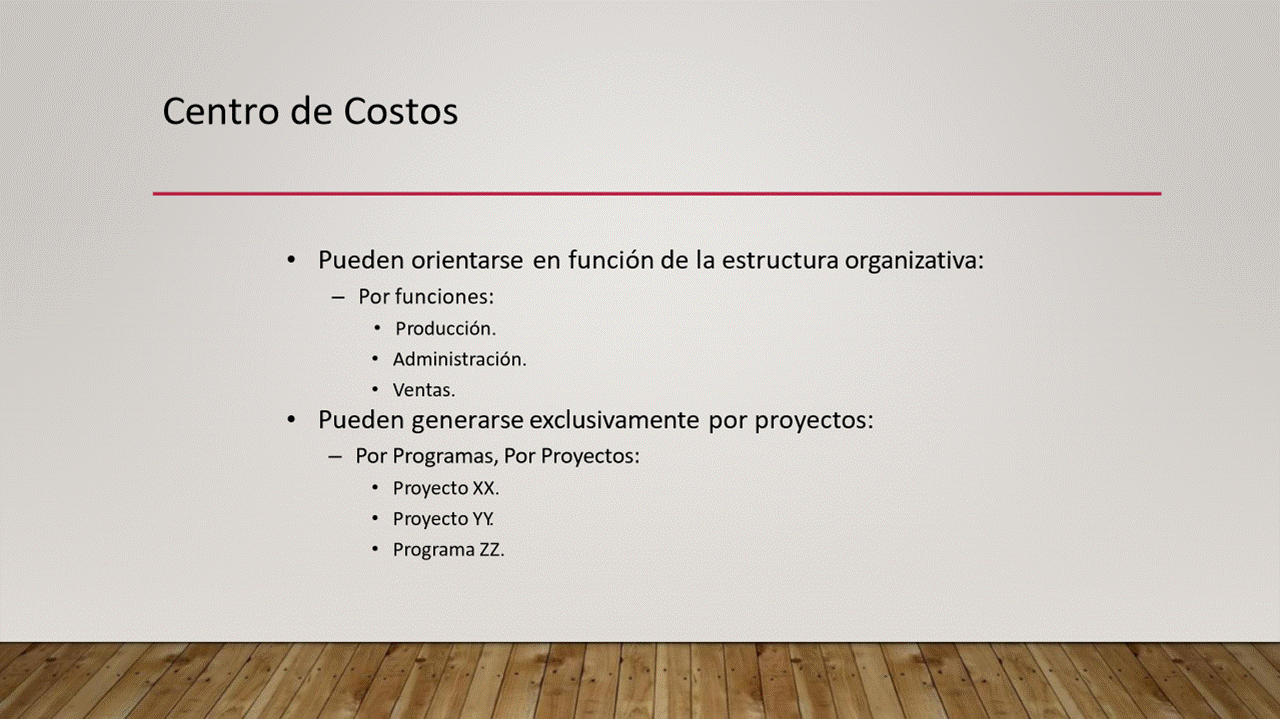 Centro de Costos
• Pueden orientarse en función de la estructura organizativa:
– Por funciones:
• Producción.
• Administración.
• Ventas.
• Pueden generarse exclusivamente por proyectos:
– Por Programas, Por Proyectos:
• Proyecto XX.
• Proyecto YY.
• Programa ZZ.